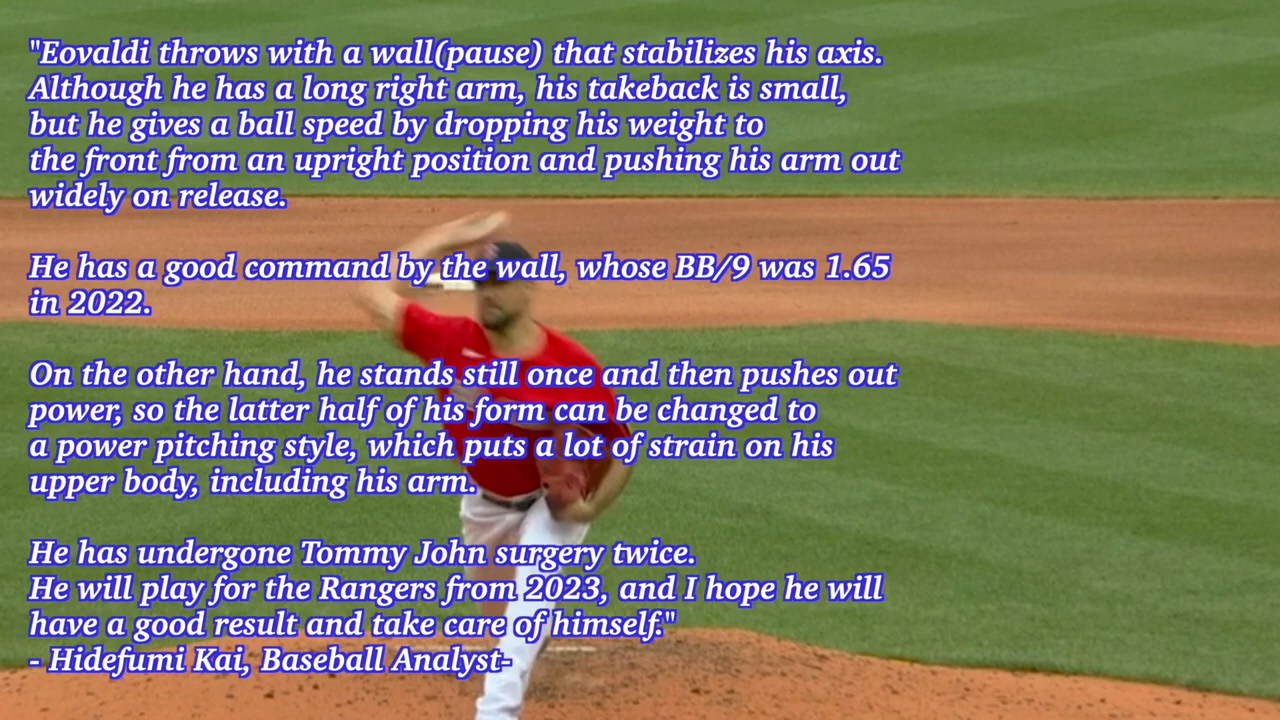 "Eovaldi throws with a wall(pause) that stabilizes his axis.
Although he has a long right arm, his takeback is small,
but he gives a ball speed by dropping his weight to
the front from an upright position and pushing his arm out
widely on release.
He has a good command by the wall, whose BB/9 was 1.65
in 2022.
On the other hand, he stands still once and then pushes out
power, so the latter half of his form can be changed to
a power pitching style, which puts a lot of strain on his
upper body, including his arm.
He has undergone Tommy John surgery twice.
He will play for the Rangers from 2023, and I hope he will
have a good result and take care of himself."
- Hidefumi Kai, Baseball Analyst-